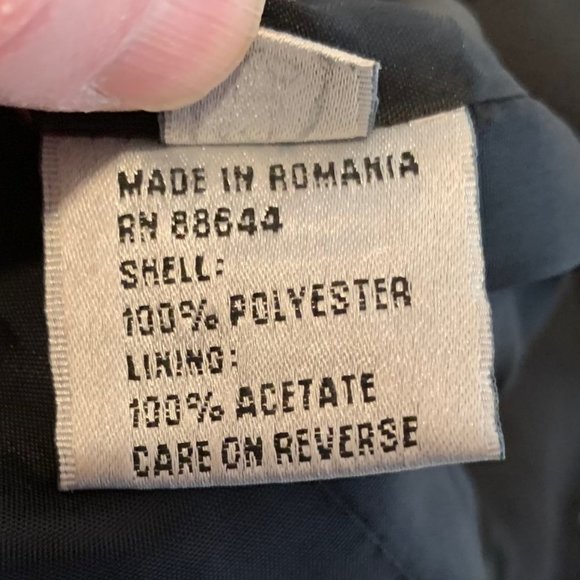 MADE IN ROMANIA
RN 88644
SHELL:
100% POLYESTER
LINING:
100% ACETATE
CARE ON REVERSE